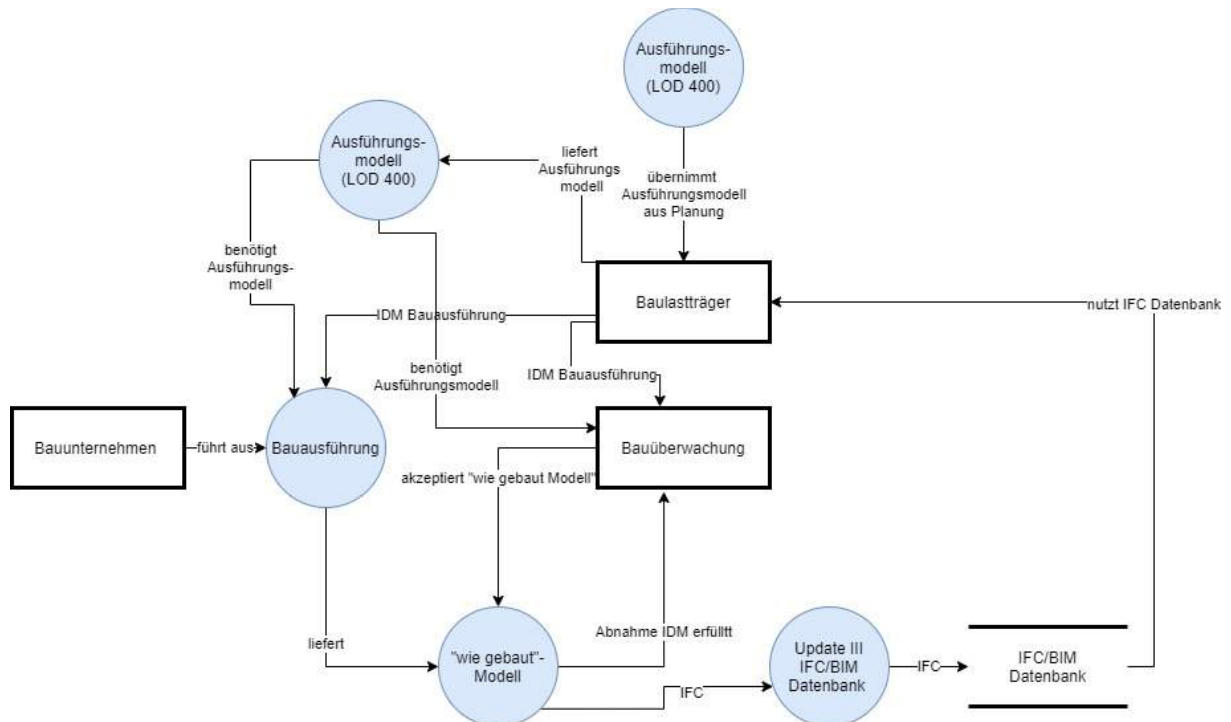 Ausführungs-
modell
(LOD 400)
Ausführungs-
modell
(LOD 400)
liefert
Ausführungs
modell
übernimmt
Ausführungsmodell
aus Planung
benötigt
Ausführungs-
modell
Baulastträger
nutzt IFC Datenbank
IDM Bauausführung
benötigt
Ausführungsmodell
IDM Bauausführung
Bauunternehmen
führt aus
Bauausführung
Bauüberwachung
akzeptiert "wie gebaut Modell"
liefert
"wie gebaut"-
Modell
Abnahme IDM erfülltt
IFC
Update III
IFC/BIM
Datenbank
IFC
IFC/BIM
Datenbank